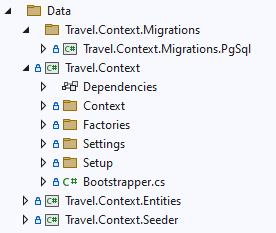 Data
Travel.Context.Migrations
C# Travel.Context.Migrations.PgSql
C# Travel.Context
Dependencies
Context
Factories
Settings
Setup
C# Bootstrapper.cs
C# Travel.Context.Entities
C# Travel.Context.Seeder